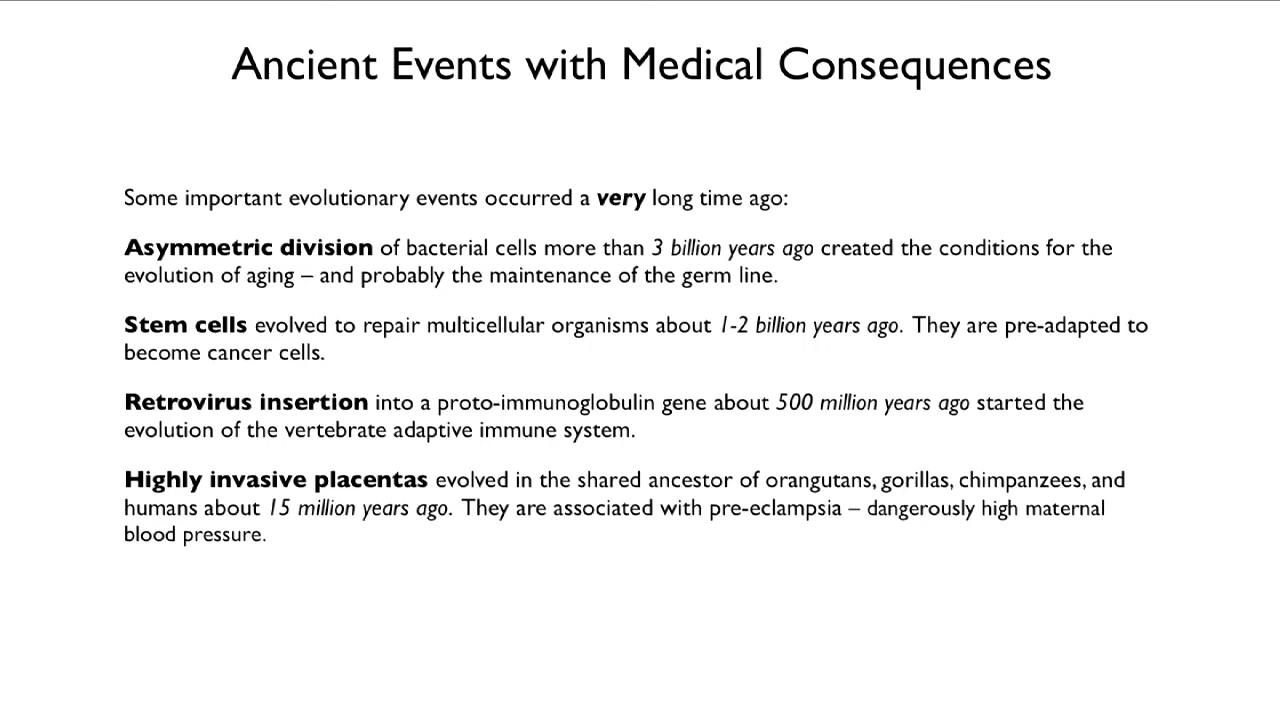 Ancient Events with Medical Consequences
Some important evolutionary events occurred a very long time ago:
Asymmetric division of bacterial cells more than 3 billion years ago created the conditions for the
evolution of aging – and probably the maintenance of the germ line.
Stem cells evolved to repair multicellular organisms about 1-2 billion years ago. They are pre-adapted to
become cancer cells.
Retrovirus insertion into a proto-immunoglobulin gene about 500 million years ago started the
evolution of the vertebrate adaptive immune system.
Highly invasive placentas evolved in the shared ancestor of orangutans, gorillas, chimpanzees, and
humans about 15 million years ago. They are associated with pre-eclampsia – dangerously high maternal
blood pressure.